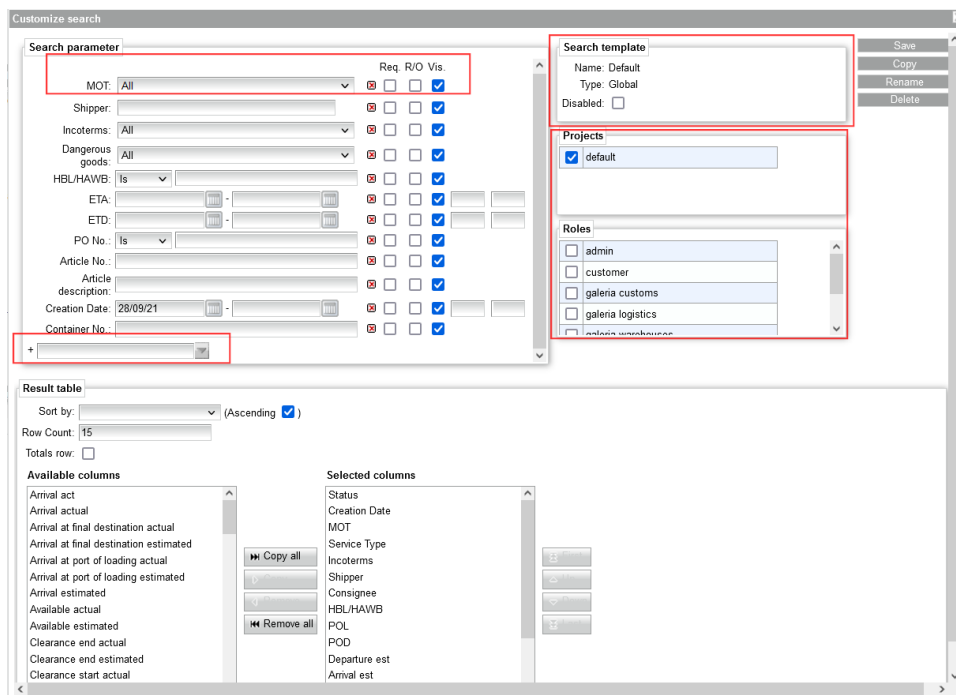 Customize search
Search parameter
Req. R/O Vis.
MOT: All
Shipper:
Incoterms: All
Dangerous goods: All
HBL/HAWB: Is
ETA: -
ETD: -
PO No.: Is
Article No.:
Article description:
Creation Date: 28/09/21 -
Container No.:
+
Search template
Name: Default
Type: Global
Disabled:
Save
Copy
Rename
Delete
Projects
default
Roles
admin
customer
galeria customs
galeria logistics
galeria warehouses
Result table
Sort by: (Ascending )
Row Count: 15
Totals row:
Available columns
Arrival act
Arrival actual
Arrival at final destination actual
Arrival at final destination estimated
Arrival at port of loading actual
Arrival at port of loading estimated
Arrival estimated
Available actual
Available estimated
Clearance end actual
Clearance end estimated
Clearance start actual
Copy all
Remove all
Selected columns
Status
Creation Date
MOT
Service Type
Incoterms
Shipper
Consignee
HBL/HAWB
POL
POD
Departure est
Arrival est